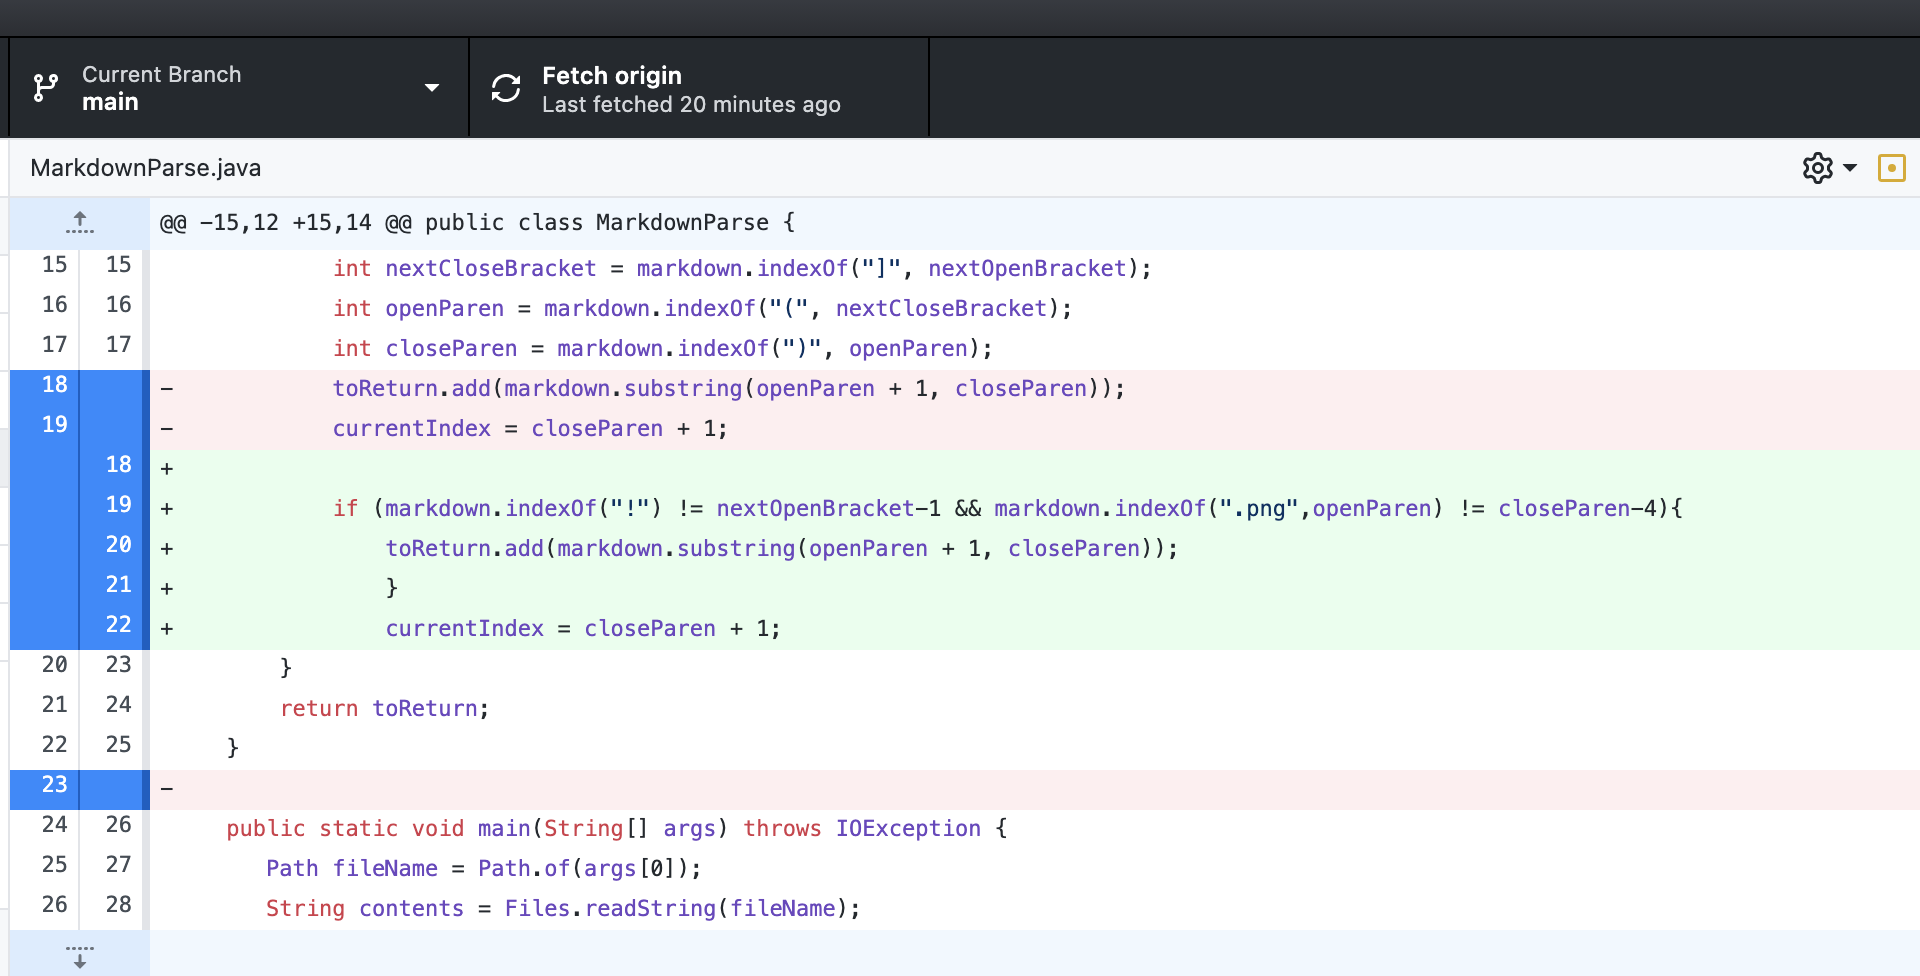 Current Branch
main
Fetch origin
Last fetched 20 minutes ago
MarkdownParse.java
@@ -15,12 +15,14 @@ public class MarkdownParse {
15 15 int nextCloseBracket = markdown.indexOf("]", nextOpenBracket);
16 16 int openParen = markdown.indexOf("(", nextCloseBracket);
17 17 int closeParen = markdown.indexOf(")", openParen);
18 - toReturn.add(markdown.substring(openParen + 1, closeParen));
19 - currentIndex = closeParen + 1;
18 +
19 + if (markdown.indexOf("!") != nextOpenBracket-1 && markdown.indexOf(".png",openParen) != closeParen-4){
20 + toReturn.add(markdown.substring(openParen + 1, closeParen));
21 + }
22 + currentIndex = closeParen + 1;
20 23 }
21 24 return toReturn;
22 25 }
23 -
24 26 public static void main(String[] args) throws IOException {
25 27 Path fileName = Path.of(args[0]);
26 28 String contents = Files.readString(fileName);